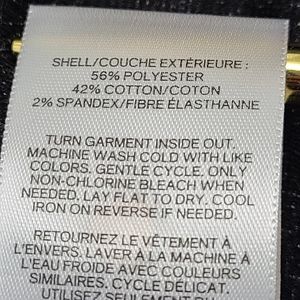 SHELL/COUCHE EXTÉRIEURE :
56% POLYESTER
42% COTTON/COTON
2% SPANDEX/FIBRE ÉLASTHANNE
TURN GARMENT INSIDE OUT.
MACHINE WASH COLD WITH LIKE
COLORS. GENTLE CYCLE. ONLY
NON-CHLORINE BLEACH WHEN
NEEDED. LAY FLAT TO DRY. COOL
IRON ON REVERSE IF NEEDED.
RETOURNEZ LE VÊTEMENT À
L'ENVERS. LAVER À LA MACHINE À
L'EAU FROIDE AVEC COULEURS
SIMILAIRES. CYCLE DÉLICAT.